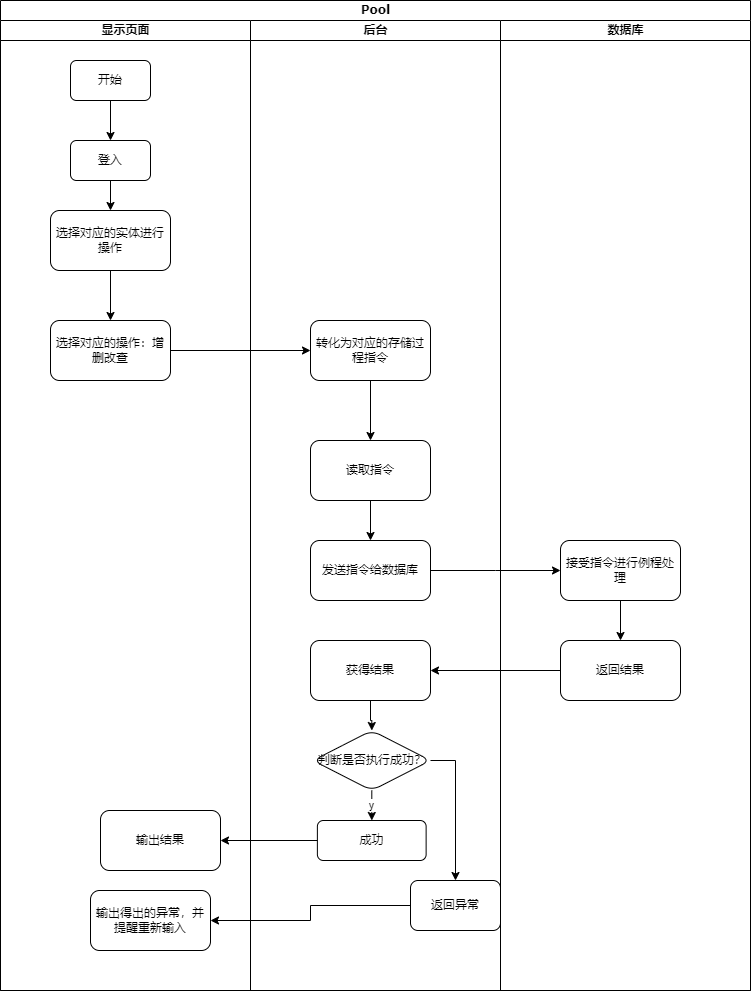 Pool
显示页面
后台
数据库
开始
登入
选择对应的实体进行
操作
选择对应的操作：增
删改查
转化为对应的存储过
程指令
读取指令
发送指令给数据库
接受指令进行例程处
理
获得结果
返回结果
判断是否执行成功?
y
输出结果
成功
输出得出的异常，并
提醒重新输入
返回异常